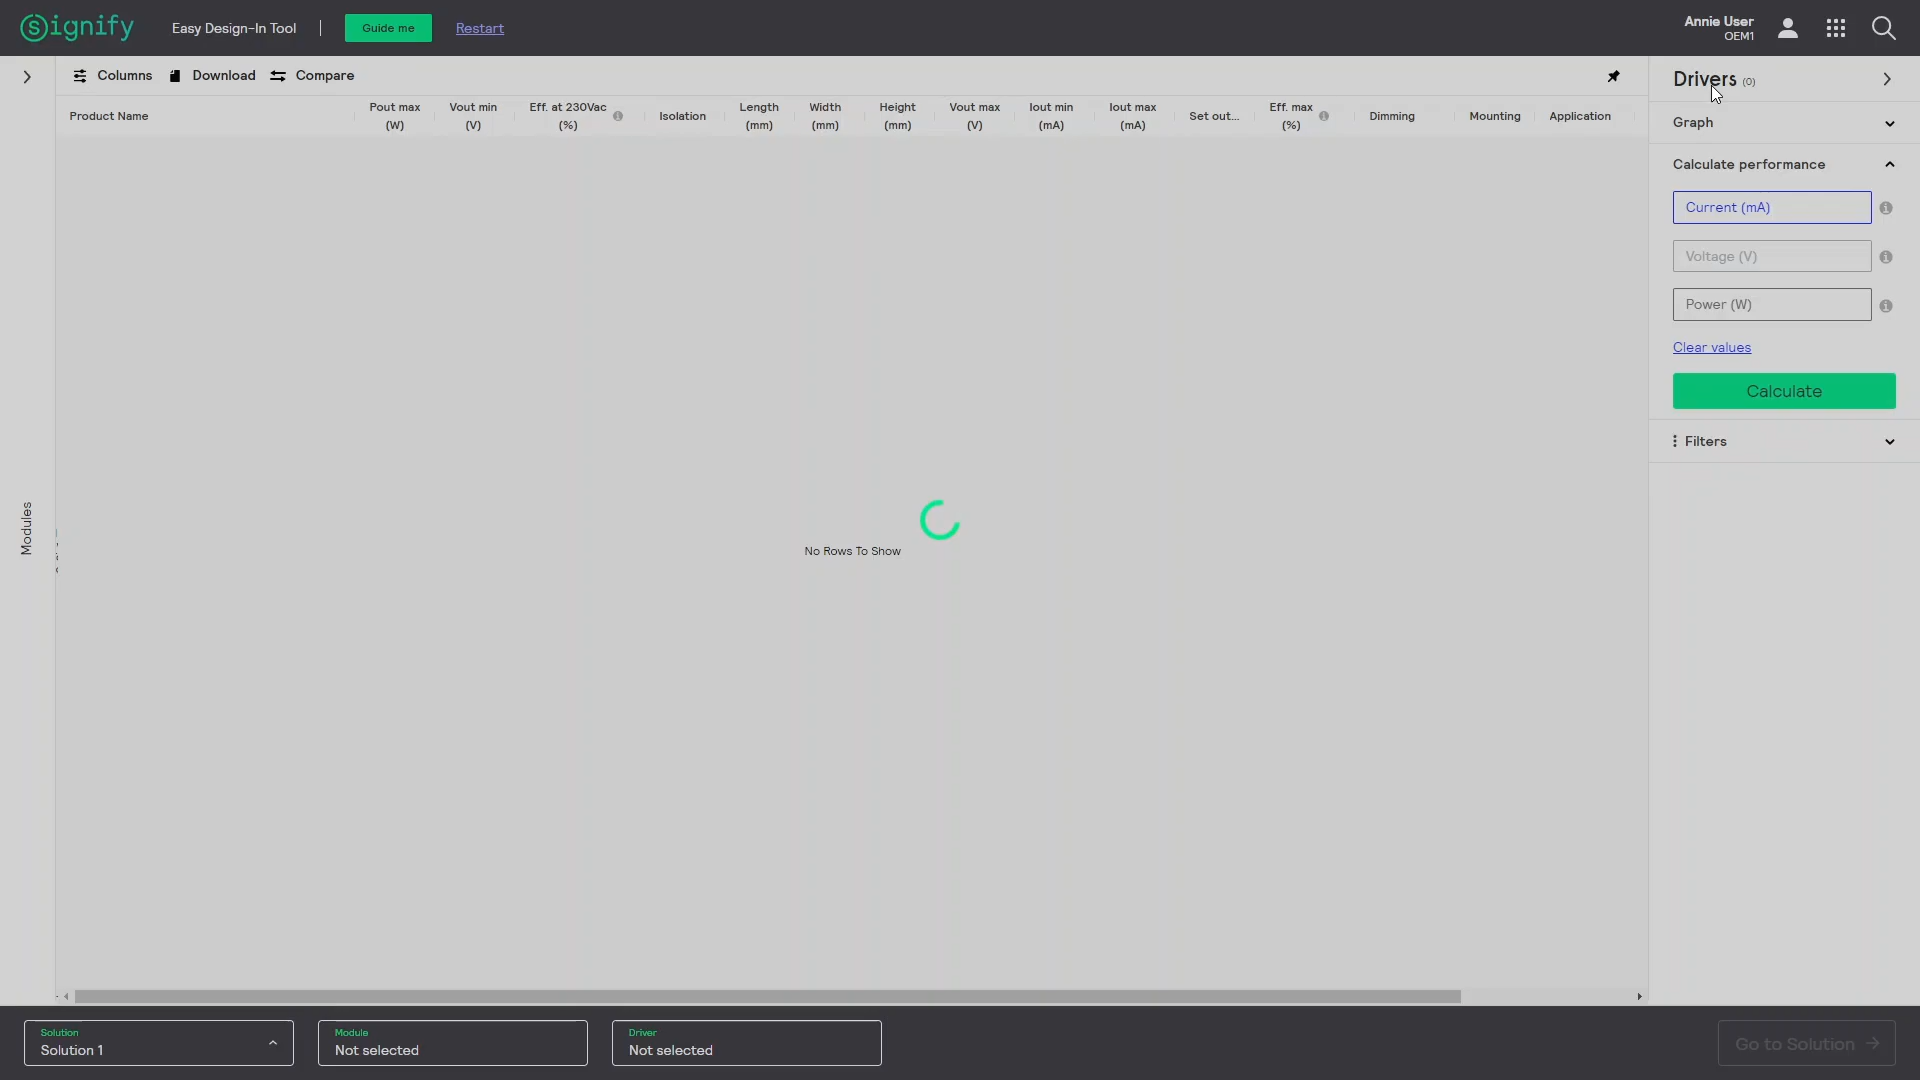 signify
Easy Design-In Tool
Guide me
Restart
Annie User
OEM1
Columns
Download
Compare
Product Name
Pout max
(W)
Vout min
(V)
Eff. at 230Vac
(%)
Isolation
Length
(mm)
Width
(mm)
Height
(mm)
Vout max
(V)
Iout min
(mA)
Iout max
(mA)
Set out...
Eff. max
(%)
Dimming
Mounting
Application
No Rows To Show
Modules
Drivers (0)
Graph
Calculate performance
Current (mA)
Voltage (V)
Power (W)
Clear values
Calculate
Filters
Solution
Solution 1
Module
Not selected
Driver
Not selected
Go to Solution